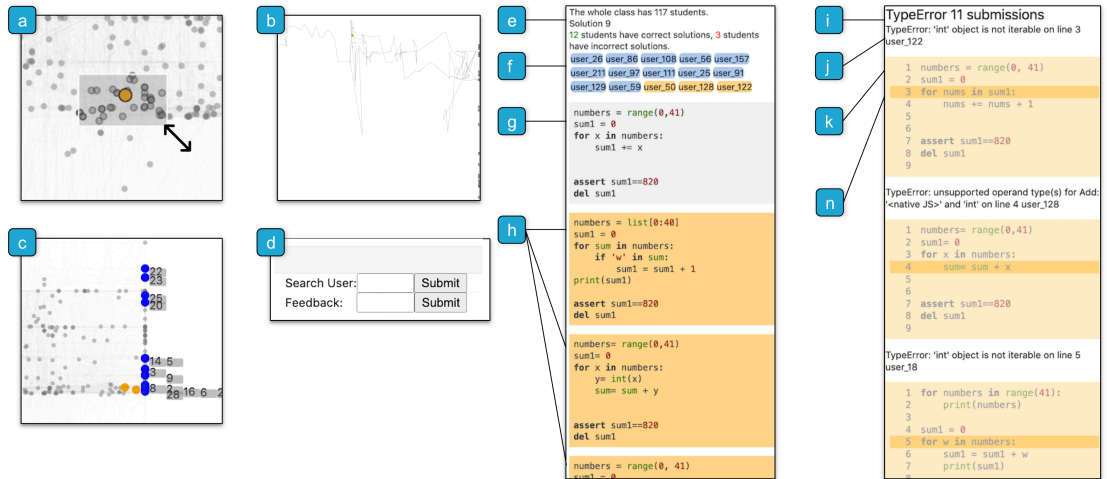 a
b
c
22
23
25
20
14 5
3
9
8 2 16 6 2
28
d
Search User: Submit
Feedback: Submit
e
f
g
h
The whole class has 117 students.
Solution 9
12 students have correct solutions, 3 students
have incorrect solutions.
user_26 user_86 user_108 user_56 user_157
user_211 user_97 user_111 user_25 user_91
user_129 user_59 user_50 user_128 user_122
numbers = range(0,41)
sum1 = 0
for x in numbers:
    sum1 += x
assert sum1==820
del sum1
numbers = list[0:40]
sum1 = 0
for sum in numbers:
    if 'w' in sum:
        sum1 = sum1 + 1
print(sum1)
assert sum1==820
del sum1
numbers= range(0,41)
sum1= 0
for x in numbers:
    y= int(x)
    sum= sum + y
assert sum1==820
del sum1
numbers = range(0, 41)
sum1 = 0
i
j
k
n
TypeError 11 submissions
TypeError: 'int' object is not iterable on line 3
user_122
1 numbers = range(0, 41)
2 sum1 = 0
3 for nums in sum1:
4     nums += nums + 1
5
6
7 assert sum1==820
8 del sum1
9
TypeError: unsupported operand type(s) for Add:
'<native JS>' and 'int' on line 4 user_128
1 numbers= range(0,41)
2 sum1= 0
3 for x in numbers:
4     sum= sum + x
5
6
7 assert sum1==820
8 del sum1
9
TypeError: 'int' object is not iterable on line 5
user_18
1 for numbers in range(41):
2     print(numbers)
3
4 sum1 = 0
5 for w in numbers:
6     sum1 = sum1 + w
7     print(sum1)